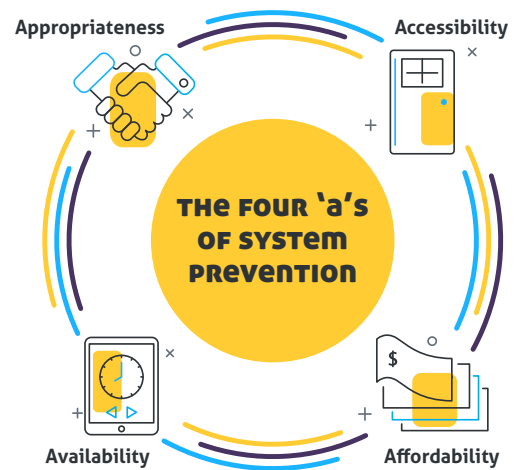 Appropriateness
Accessibility
THE FOUR ‘a’s
OF SYSTEM
PREVENTION
$
Availability
Affordability